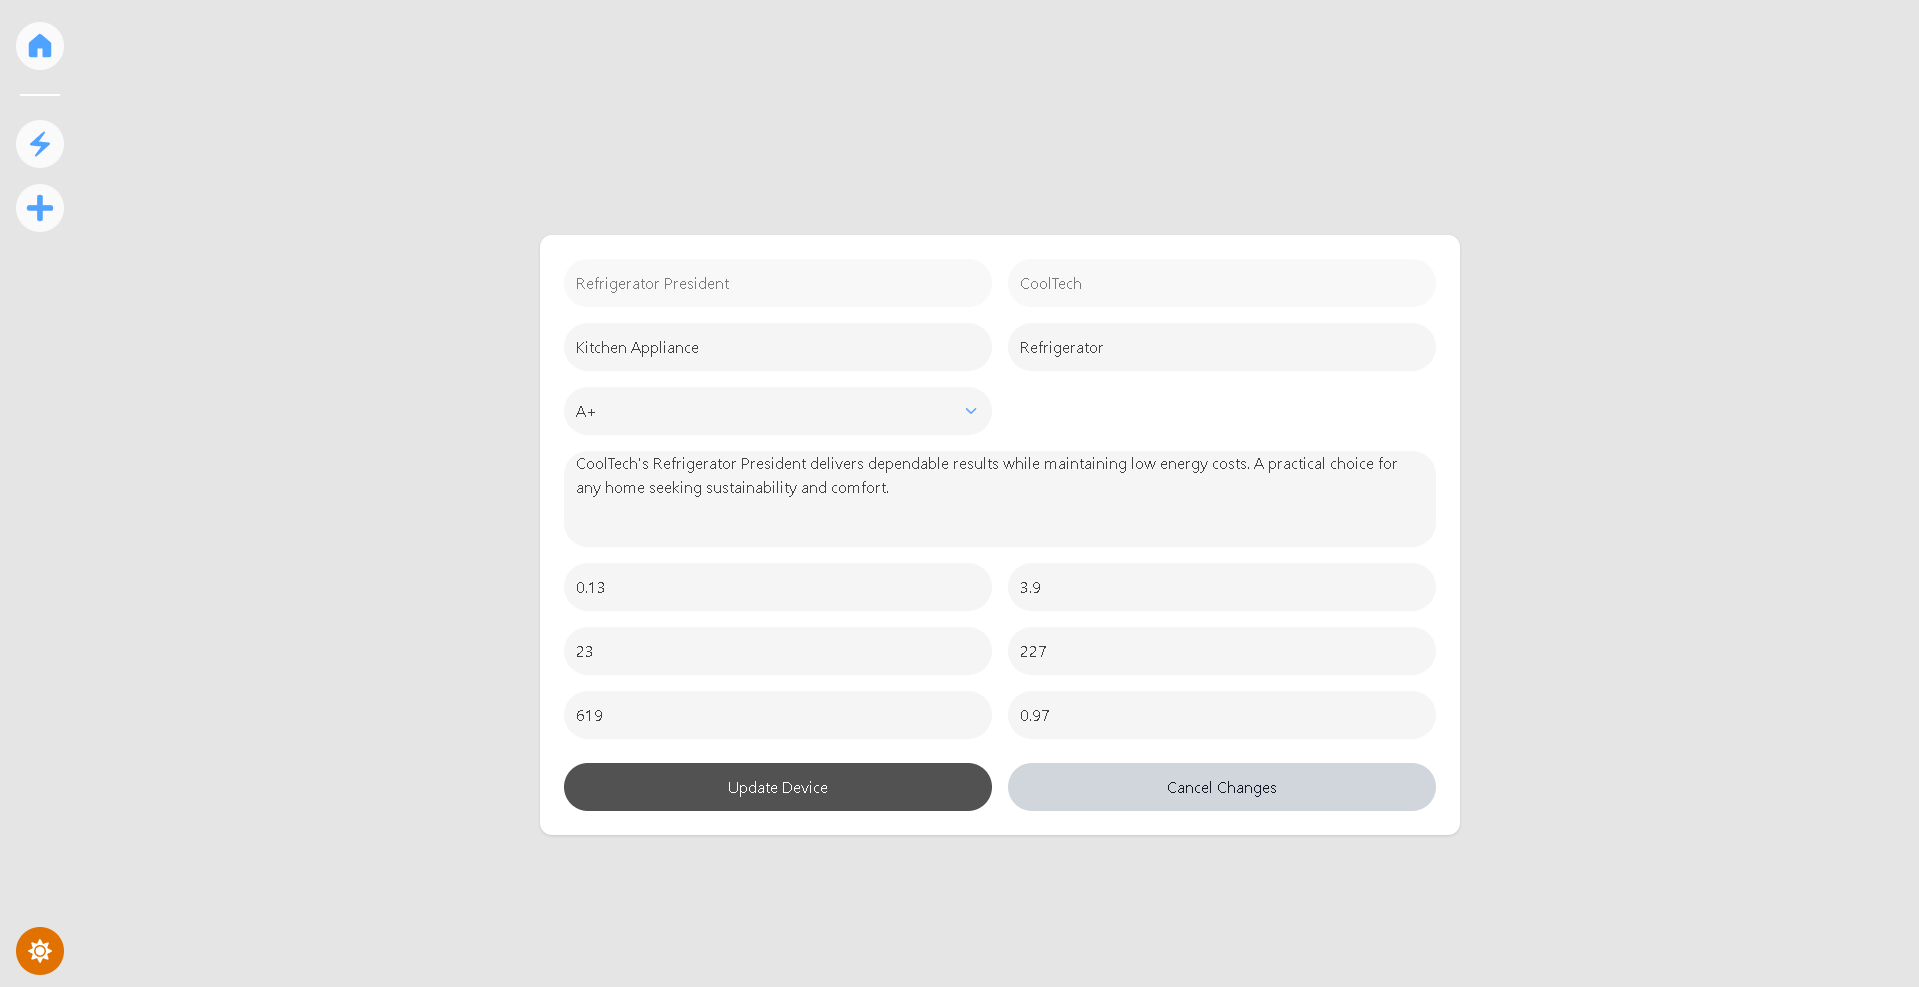 Refrigerator President
CoolTech
Kitchen Appliance
Refrigerator
A+
CoolTech's Refrigerator President delivers dependable results while maintaining low energy costs. A practical choice for
any home seeking sustainability and comfort.
0.13
3.9
23
227
619
0.97
Update Device
Cancel Changes